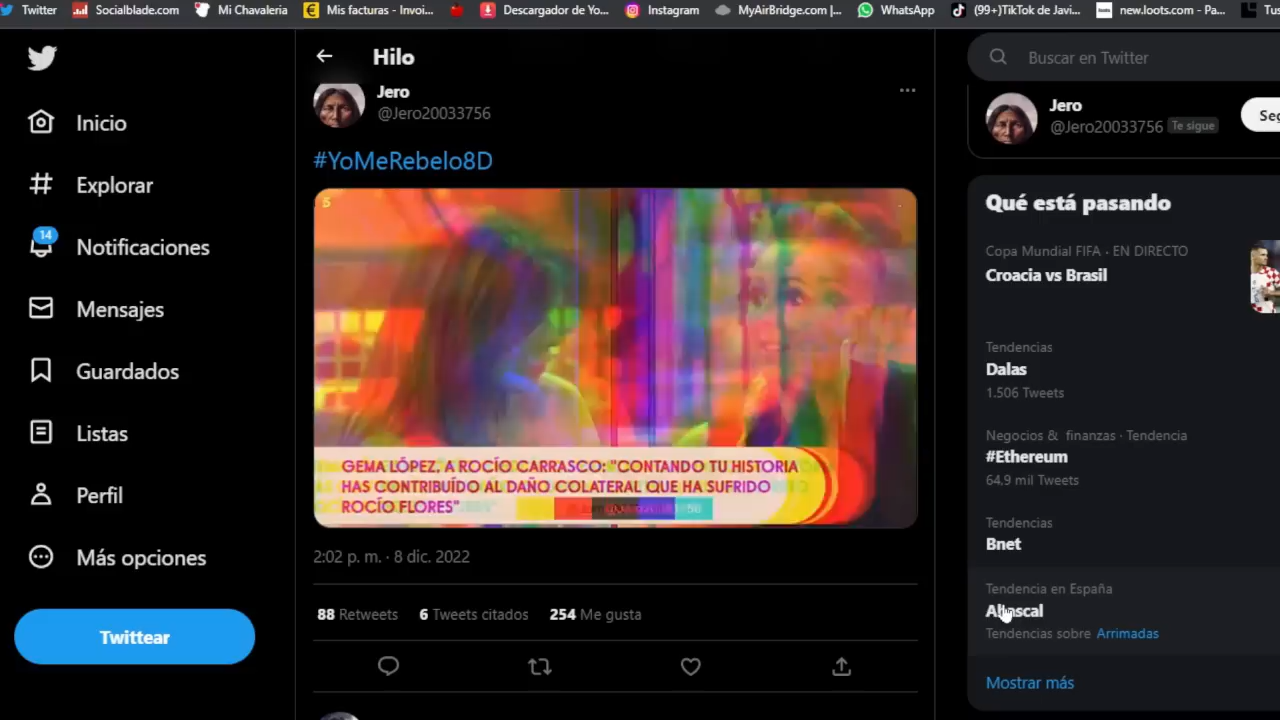 Twitter
Socialblade.com
Mi Chavaleria
Mis facturas - Invoi...
Descargador de Yo...
Instagram
MyAirBridge.com |...
WhatsApp
(99+)TikTok de Javi...
new.loots.com - Pa...
Tus
Inicio
Explorar
14
Notificaciones
Mensajes
Guardados
Listas
Perfil
Más opciones
Twittear
Hilo
Jero
@Jero20033756
#YoMeRebelo8D
5
GEMA LÓPEZ, A ROCÍO CARRASCO: "CONTANDO TU HISTORIA
HAS CONTRIBUÍDO AL DAÑO COLATERAL QUE HA SUFRIDO
ROCÍO FLORES"
2:02 p. m. · 8 dic. 2022
88 Retweets 6 Tweets citados 254 Me gusta
Buscar en Twitter
Jero
@Jero20033756 Te sigue
Seg
Qué está pasando
Copa Mundial FIFA · EN DIRECTO
Croacia vs Brasil
Tendencias
Dalas
1.506 Tweets
Negocios & finanzas · Tendencia
#Ethereum
64,9 mil Tweets
Tendencias
Bnet
Tendencia en España
Tendencias sobre Arrimadas
Mostrar más